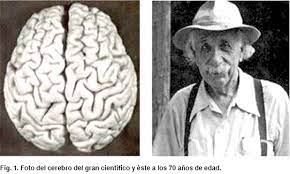 Fig. 1. Foto del cerebro del gran científico y éste a los 70 años de edad.